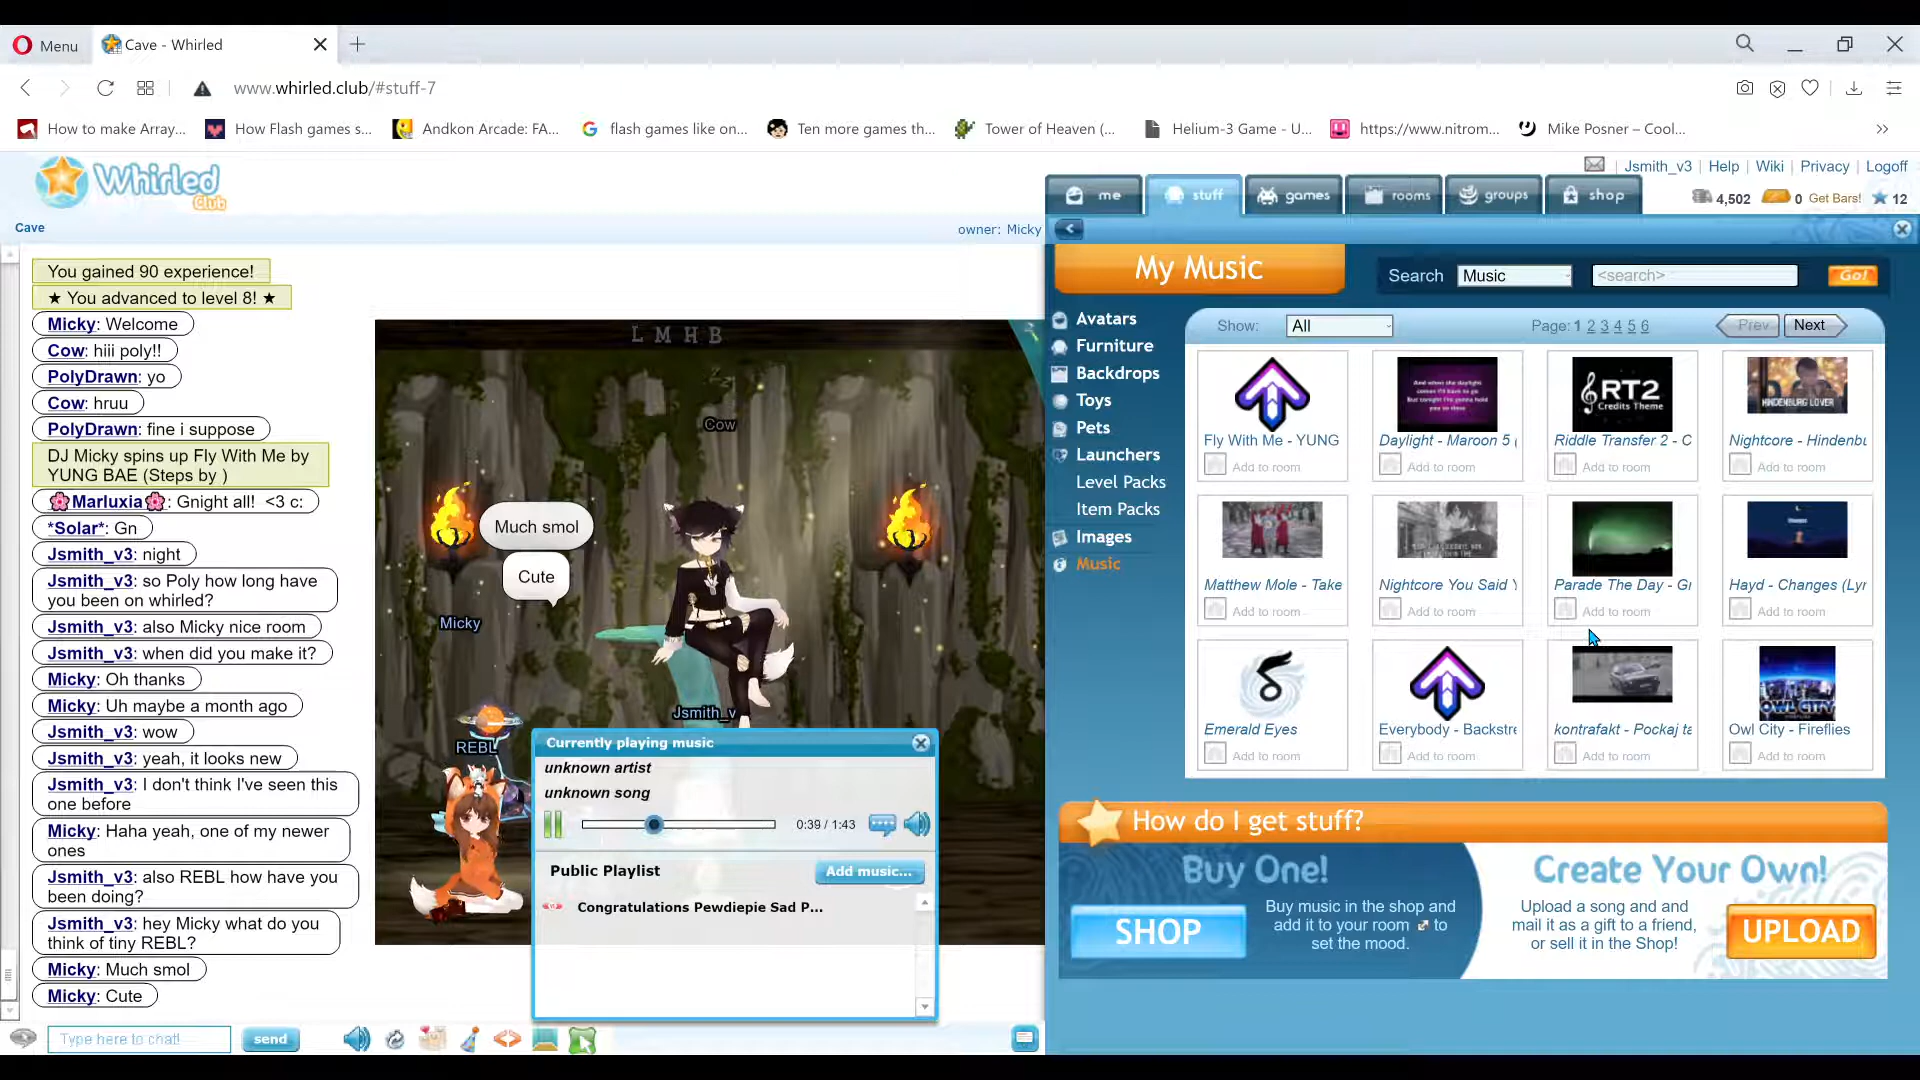 Menu
Cave - Whirled
www.whirled.club/#stuff-7
How to make Array...
How Flash games s...
Andkon Arcade: FA...
flash games like on...
Ten more games th...
Tower of Heaven (...
Helium-3 Game - U...
https://www.nitrom...
Mike Posner – Cool...
Whirled Club
Jsmith_v3 | Help | Wiki | Privacy | Logoff
me
stuff
games
rooms
groups
shop
4,502
0 Get Bars!
12
Cave
owner: Micky
You gained 90 experience!
★ You advanced to level 8! ★
Micky: Welcome
Cow: hiii poly!!
PolyDrawn: yo
Cow: hruu
PolyDrawn: fine i suppose
DJ Micky spins up Fly With Me by
YUNG BAE (Steps by )
🌸Marluxia🌸: Gnight all!  <3 c:
*Solar*: Gn
Jsmith_v3: night
Jsmith_v3: so Poly how long have
you been on whirled?
Jsmith_v3: also Micky nice room
Jsmith_v3: when did you make it?
Micky: Oh thanks
Micky: Uh maybe a month ago
Jsmith_v3: wow
Jsmith_v3: yeah, it looks new
Jsmith_v3: I don't think I've seen this
one before
Micky: Haha yeah, one of my newer
ones
Jsmith_v3: also REBL how have you
been doing?
Jsmith_v3: hey Micky what do you
think of tiny REBL?
Micky: Much smol
Micky: Cute
Type here to chat!
send
L M H B
Cow
Much smol
Cute
Micky
Jsmith_v
REBL
Currently playing music
unknown artist
unknown song
0:39 / 1:43
Public Playlist
Add music...
Congratulations Pewdiepie Sad P...
My Music
Search
Music
<search>
Go!
Avatars
Furniture
Backdrops
Toys
Pets
Launchers
Level Packs
Item Packs
Images
Music
Show:
All
Page: 1 2 3 4 5 6
Prev
Next
RT2
Credits Theme
HINDENBURG LOVER
Fly With Me - YUNG
Daylight - Maroon 5 (
Riddle Transfer 2 - C
Nightcore - Hindenbu
Add to room
Add to room
Add to room
Add to room
Matthew Mole - Take
Nightcore You Said Y
Parade The Day - Gr
Hayd - Changes (Lyr
Add to room
Add to room
Add to room
Add to room
OWL CITY
Emerald Eyes
Everybody - Backstre
kontrafakt - Pockaj ta
Owl City - Fireflies
Add to room
Add to room
Add to room
Add to room
How do I get stuff?
Buy One!
SHOP
Buy music in the shop and
add it to your room to
set the mood.
Create Your Own!
Upload a song and and
mail it as a gift to a friend,
or sell it in the Shop!
UPLOAD